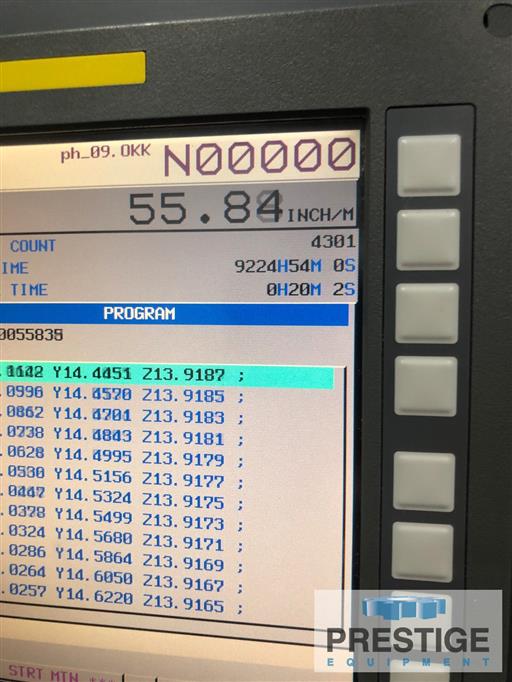 ph_09.OKK N00000
55.84 INCH/M
COUNT 4301
IME 9224H54M 0S
TIME 0H20M 2S
PROGRAM
Y14.4451 Z13.9187 ;
.0996 Y14.4570 Z13.9185 ;
.0862 Y14.4701 Z13.9183 ;
.0738 Y14.4843 Z13.9181 ;
.0628 Y14.4995 Z13.9179 ;
.0530 Y14.5156 Z13.9177 ;
.0447 Y14.5324 Z13.9175 ;
.0378 Y14.5499 Z13.9173 ;
.0324 Y14.5680 Z13.9171 ;
.0286 Y14.5864 Z13.9169 ;
.0264 Y14.6050 Z13.9167 ;
.0257 Y14.6220 Z13.9165 ;
STRT MTN ***
PRESTIGE
EQUIPMENT